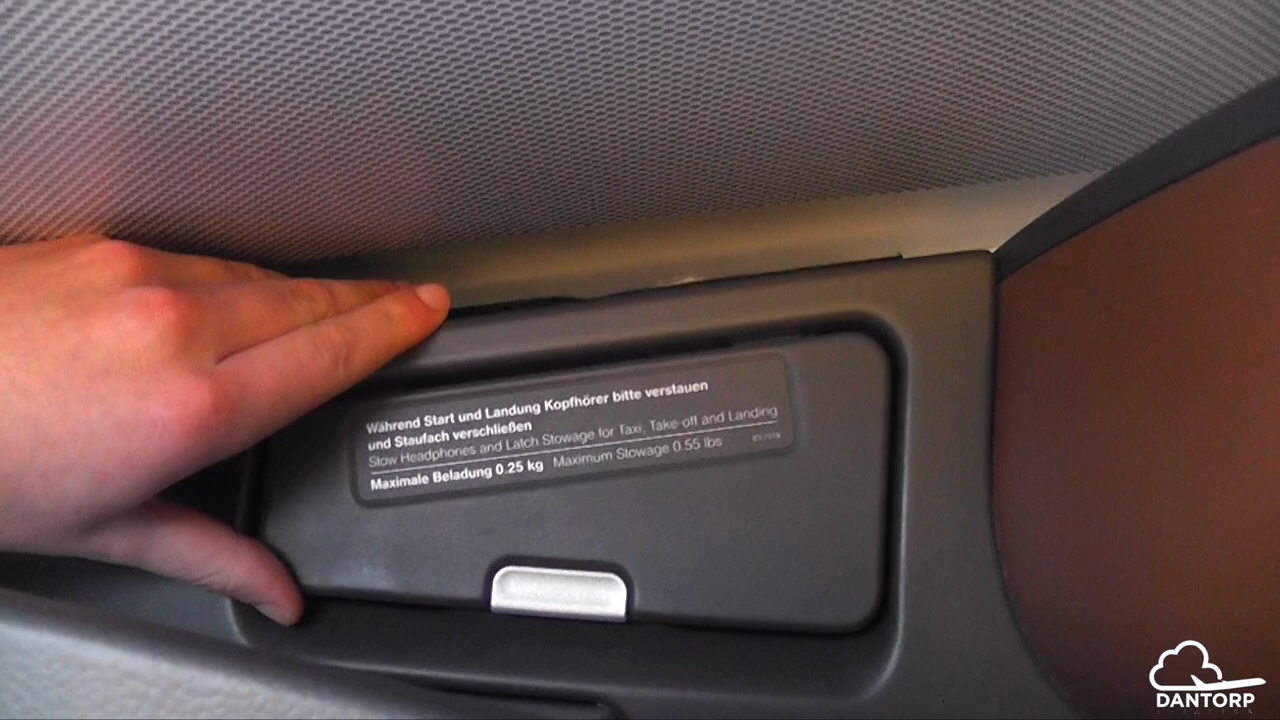 Während Start und Landung Kopfhörer bitte verstauen
und Staufach verschließen
Stow Headphones and Latch Stowage for Taxi, Take-off and Landing
Maximale Beladung 0.25 kg Maximum Stowage 0.55 lbs
DANTORP